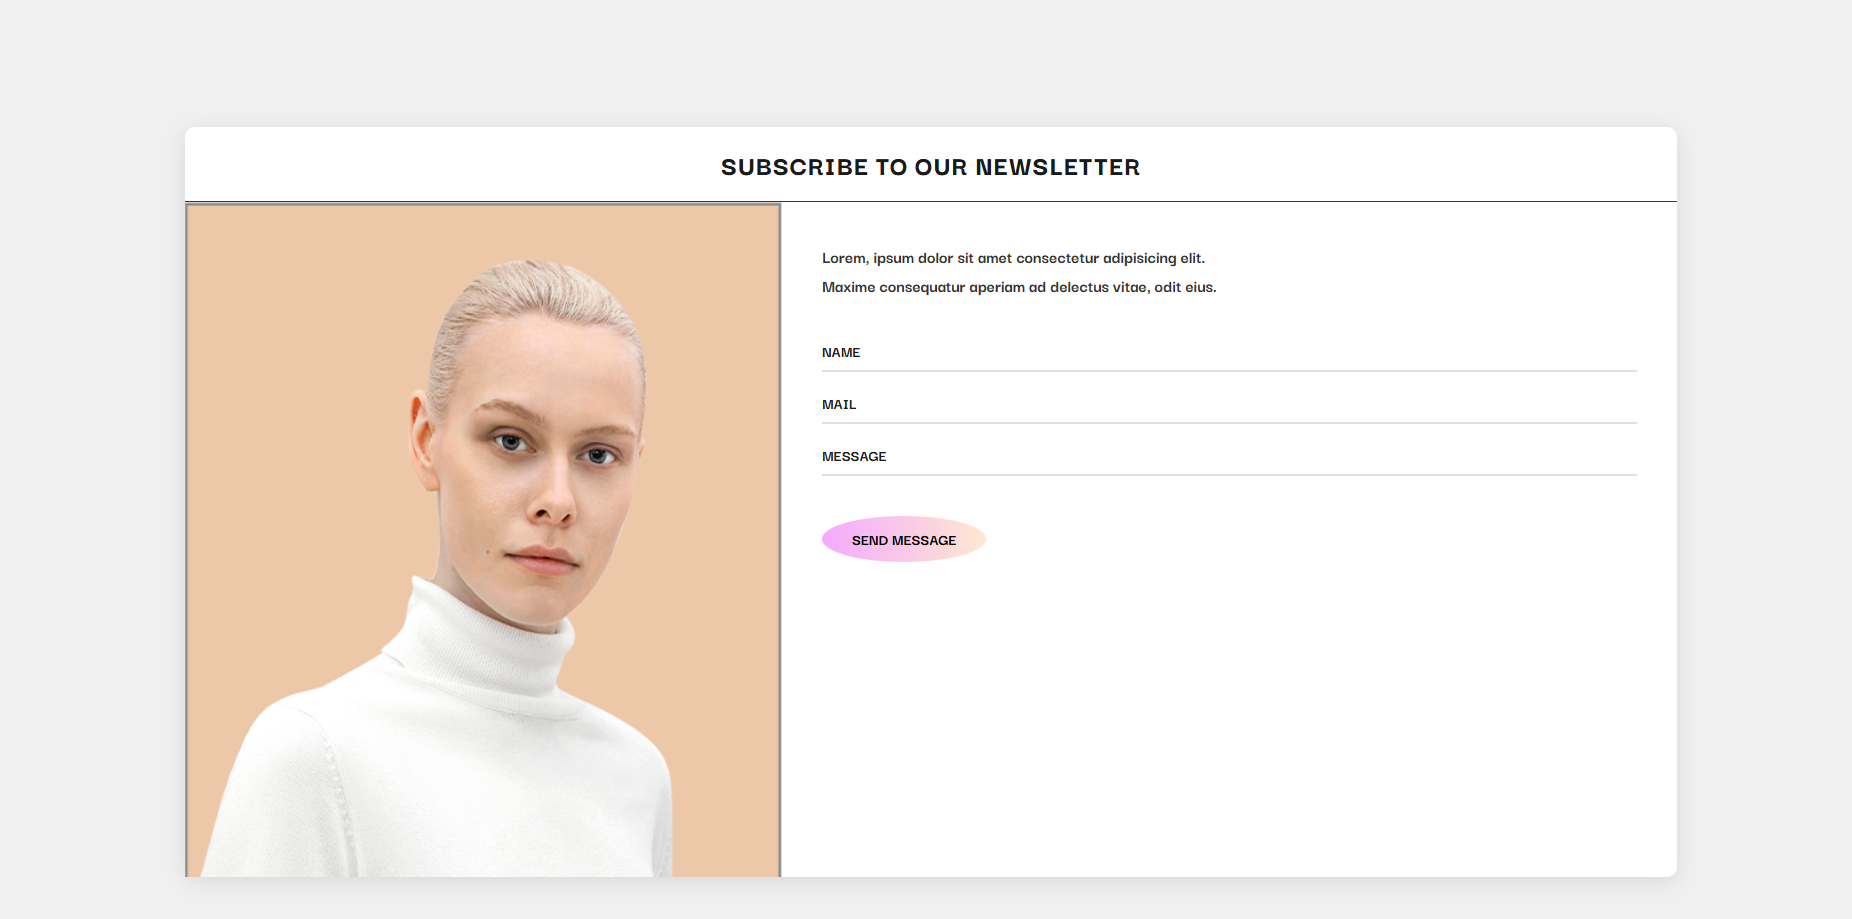 SUBSCRIBE TO OUR NEWSLETTER
Lorem, ipsum dolor sit amet consectetur adipisicing elit.
Maxime consequatur aperiam ad delectus vitae, odit eius.
NAME
MAIL
MESSAGE
SEND MESSAGE